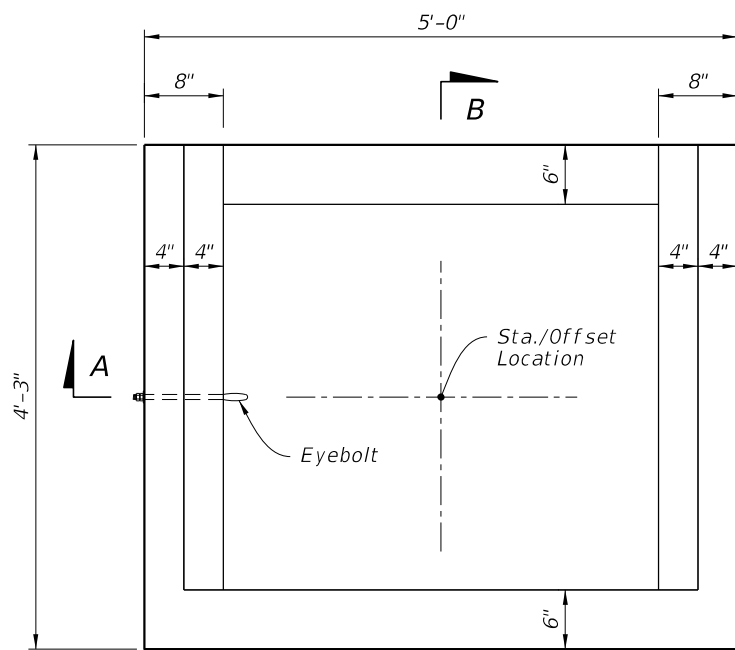 5'-0"
8"
8"
B
6"
4"
4"
4"
4"
Sta./Offset
Location
A
4'-3"
Eyebolt
6"